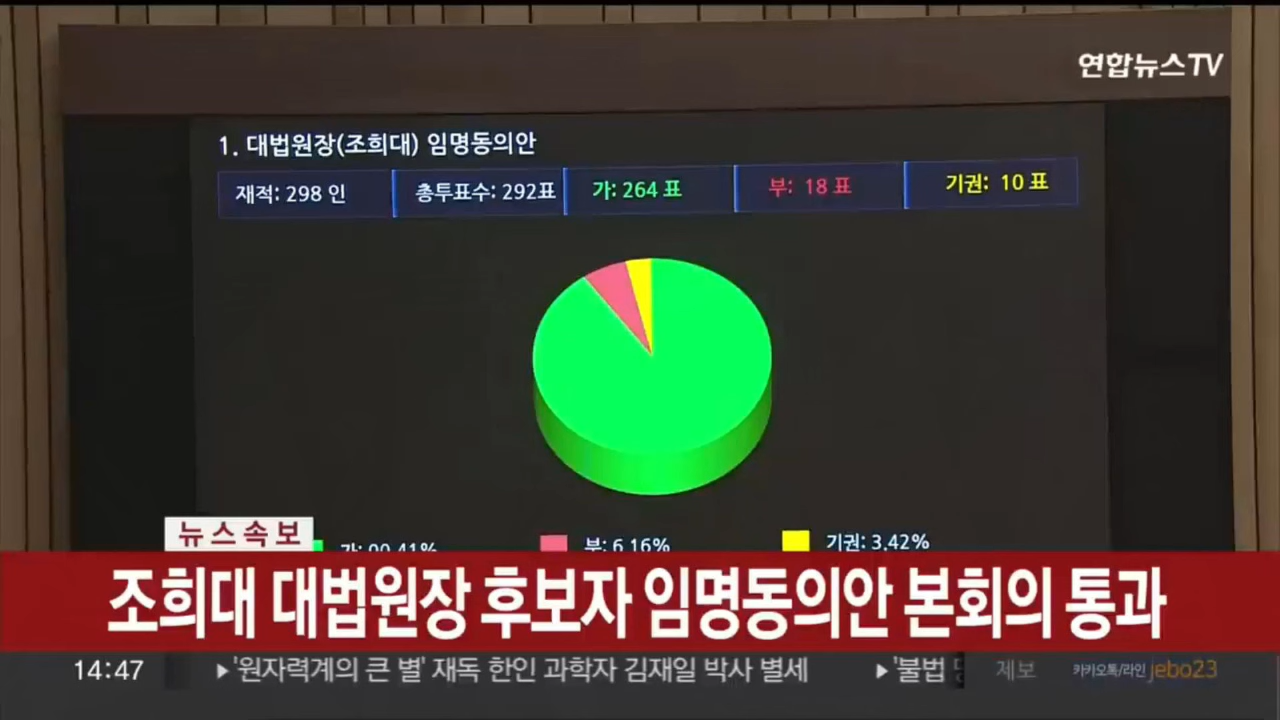 연합뉴스TV
1. 대법원장(조희대) 임명동의안
재적: 298 인 총투표수: 292표 가: 264 표 부: 18 표 기권: 10 표
가: 90.41% 부: 6.16% 기권: 3.42%
뉴스속보
조희대 대법원장 후보자 임명동의안 본회의 통과
14:47 ▶'원자력계의 큰 별' 재독 한인 과학자 김재일 박사 별세 ▶'불법 제보 카카오톡/라인 jebo23